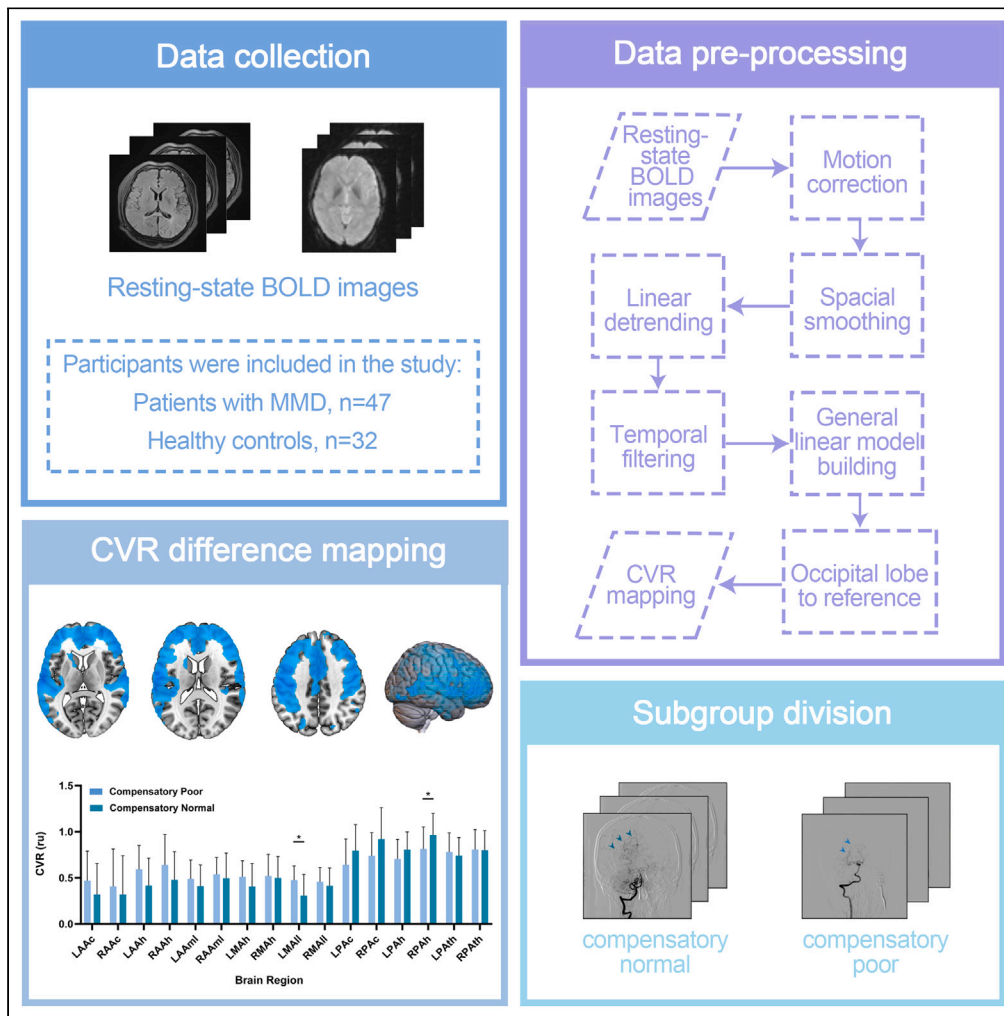 Data collection
Resting-state BOLD images
Participants were included in the study:
Patients with MMD, n=47
Healthy controls, n=32
Data pre-processing
Resting-
state
BOLD
images
Motion
correction
Linear
detrending
Spacial
smoothing
Temporal
filtering
General
linear model
building
CVR
mapping
Occipital lobe
to reference
CVR difference mapping
1.5
1.0
0.5
0.0
CVR (ru)
Compensatory Poor
Compensatory Normal
*
*
LAAc
RAAc
LAAh
RAAh
LAAml
RAAml
LMAh
RMAh
LMAil
RMAil
LPAc
RPAc
LPAh
RPAh
LPAth
RPAth
Brain Region
Subgroup division
compensatory
normal
compensatory
poor